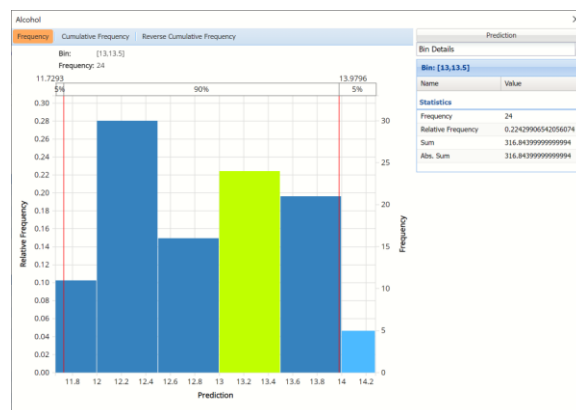 Alcohol
Frequency Cumulative Frequency Reverse Cumulative Frequency
Bin: [13,13.5]
Frequency: 24
11.7293 13.9796
5% 90% 5%
0.30
0.28
0.26
0.24
0.22
0.20
0.18
0.16
0.14
0.12
0.10
0.08
0.06
0.04
0.02
0.00
Relative Frequency
30
25
20
15
10
5
0
Frequency
11.8 12 12.2 12.4 12.6 12.8 13 13.2 13.4 13.6 13.8 14 14.2
Prediction
Prediction
Bin Details
Bin: [13,13.5]
Name Value
Statistics
Frequency 24
Relative Frequency 0.22429906542056074
Sum 316.84399999999994
Abs. Sum 316.84399999999994